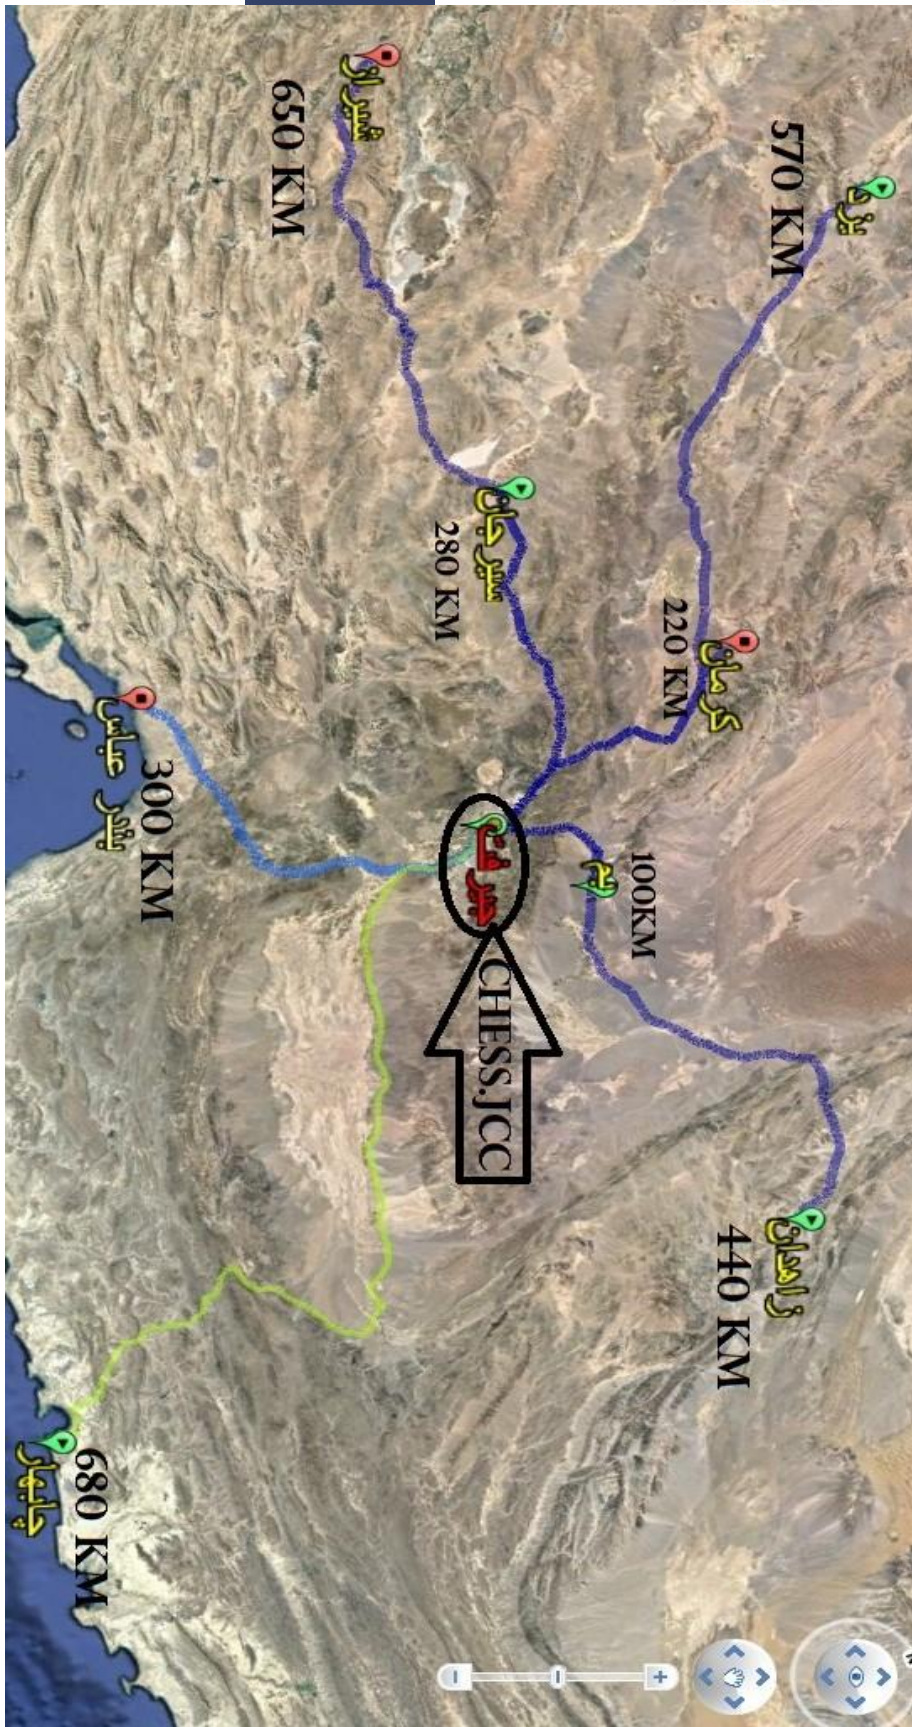 یزد
570 KM
شیراز
650 KM
سیرجان
280 KM
کرمان
220 KM
بم
100KM
جیرفت
CHESS.JCC
بندر عباس
300 KM
زاهدان
440 KM
چابهار
680 KM